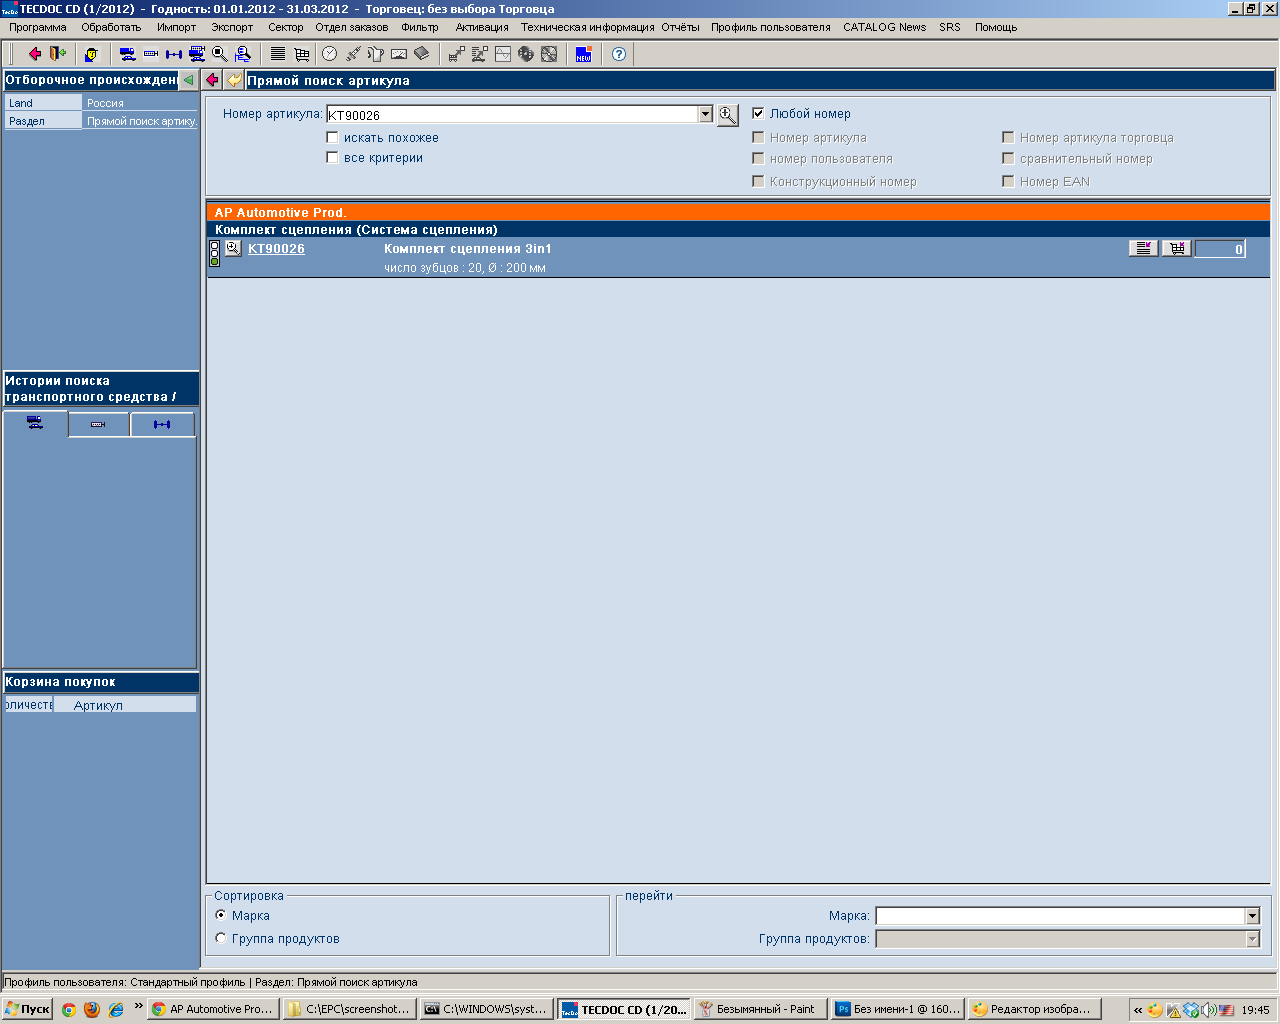 TECDOC CD (1/2012) - Годность: 01.01.2012 - 31.03.2012 - Торговец: без выбора Торговца
Программа Обработать Импорт Экспорт Сектор Отдел заказов Фильтр Активация Техническая информация Отчёты Профиль пользователя CATALOG News SRS Помощь
NEW
Отборочное происхожден
Прямой поиск артикула
Land Россия
Раздел Прямой поиск артику.
Номер артикула: KT90026
Любой номер
искать похожее
Номер артикула Номер артикула торговца
все критерии
номер пользователя сравнительный номер
Конструкционный номер Номер EAN
AP Automotive Prod.
Комплект сцепления (Система сцепления)
KT90026 Комплект сцепления 3in1 0
число зубцов : 20, Ø : 200 мм
Истории поиска
транспортного средства /
Корзина покупок
оличеств Артикул
Сортировка
Марка
Группа продуктов
перейти
Марка:
Группа продуктов:
Профиль пользователя: Стандартный профиль | Раздел: Прямой поиск артикула
Пуск » AP Automotive Pro... C:\EPC\screenshot... C:\WINDOWS\syst... TECDOC CD (1/20... Безымянный - Paint Без имени-1 @ 160... Редактор изобра... « 19:45